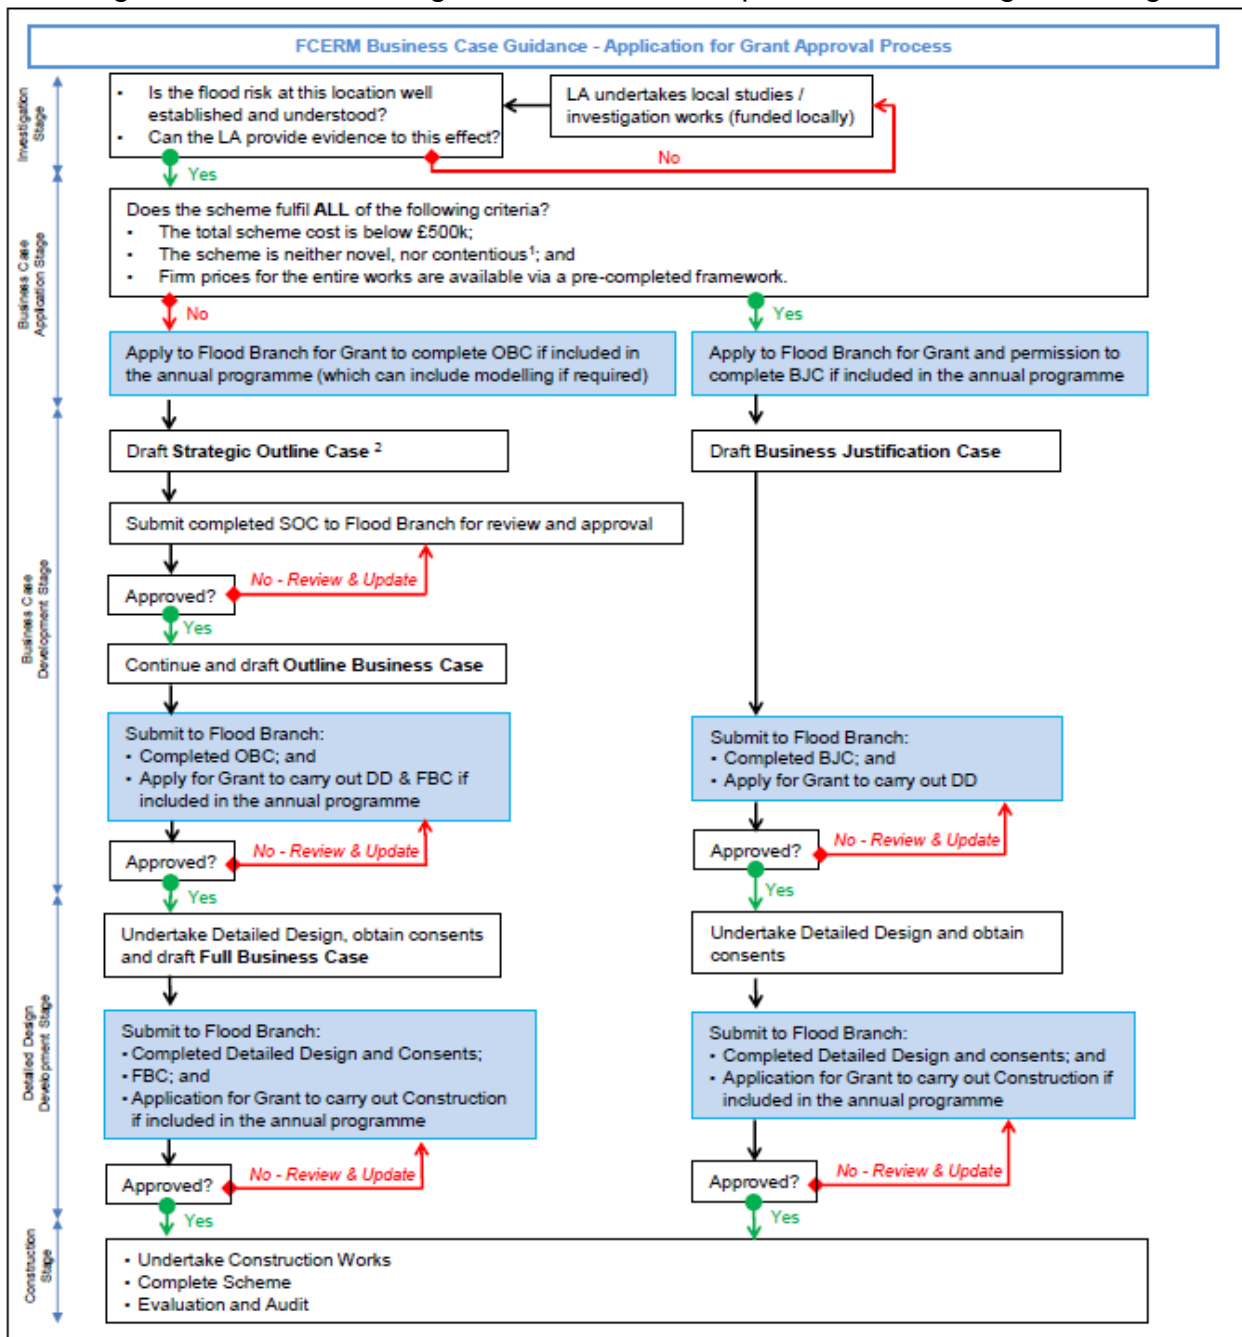 FCERM Business Case Guidance - Application for Grant Approval Process
Investigation
Stage
• Is the flood risk at this location well
established and understood?
• Can the LA provide evidence to this effect?
LA undertakes local studies /
investigation works (funded locally)
No
Yes
Business Case
Application Stage
Does the scheme fulfil ALL of the following criteria?
• The total scheme cost is below £500k;
• The scheme is neither novel, nor contentious¹; and
• Firm prices for the entire works are available via a pre-completed framework.
No
Yes
Apply to Flood Branch for Grant to complete OBC if included in
the annual programme (which can include modelling if required)
Apply to Flood Branch for Grant and permission to
complete BJC if included in the annual programme
Business Case
Development Stage
Draft Strategic Outline Case ²
Draft Business Justification Case
Submit completed SOC to Flood Branch for review and approval
No - Review & Update
Approved?
Yes
Continue and draft Outline Business Case
Submit to Flood Branch:
• Completed OBC; and
• Apply for Grant to carry out DD & FBC if
included in the annual programme
Submit to Flood Branch:
• Completed BJC; and
• Apply for Grant to carry out DD
No - Review & Update
Approved?
Yes
No - Review & Update
Approved?
Yes
Detailed Design
Development Stage
Undertake Detailed Design, obtain consents
and draft Full Business Case
Undertake Detailed Design and obtain
consents
Submit to Flood Branch:
• Completed Detailed Design and Consents;
• FBC; and
• Application for Grant to carry out Construction
if included in the annual programme
Submit to Flood Branch:
• Completed Detailed Design and consents; and
• Application for Grant to carry out Construction if
included in the annual programme
No - Review & Update
Approved?
Yes
No - Review & Update
Approved?
Yes
Construction
Stage
• Undertake Construction Works
• Complete Scheme
• Evaluation and Audit